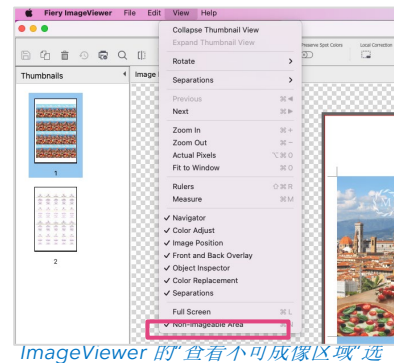 Fiery ImageViewer File Edit View Help
Collapse Thumbnail View
Expand Thumbnail View
Preserve Spot Colors
Local Correction
Thumbnails
Image
Rotate
Separations
Previous ⌘◀
Next ⌘▶
Zoom In ⌘+
Zoom Out ⌘−
Actual Pixels ⌥⌘0
Fit to Window ⌘0
Rulers ⇧⌘R
Measure ⌘M
✓ Navigator
✓ Color Adjust
✓ Image Position
✓ Front and Back Overlay
✓ Object Inspector
✓ Color Replacement
✓ Separations
Full Screen ⌘L
✓ Non-Imageable Area
1
2
ImageViewer 的"查看不可成像区域"选